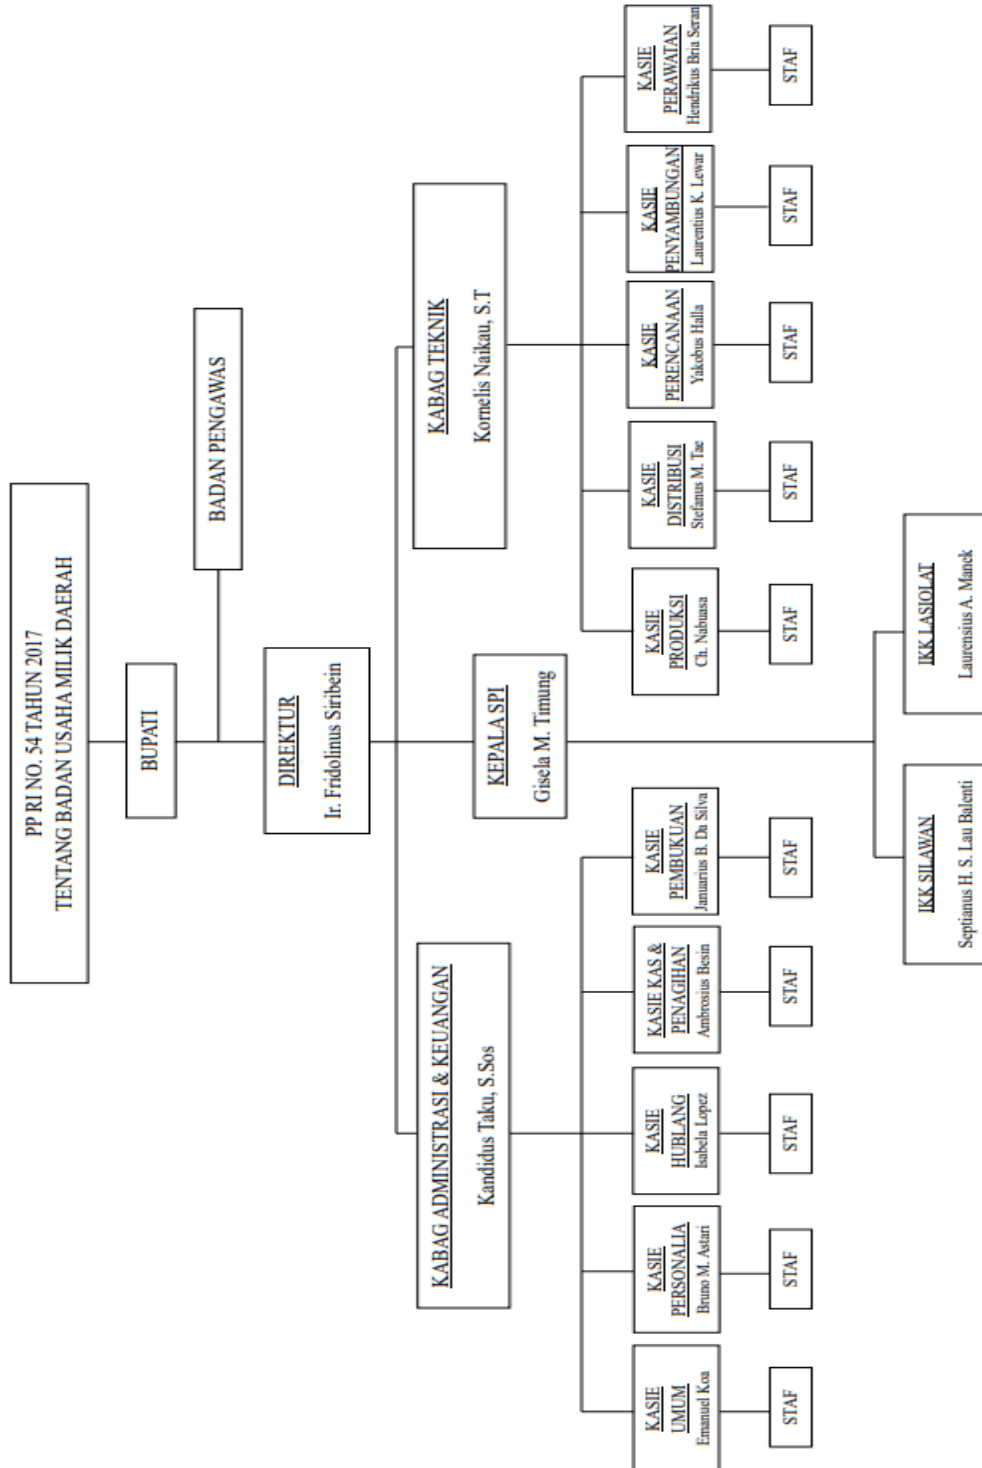 PP RI NO. 54 TAHUN 2017
TENTANG BADAN USAHA MILIK DAERAH
BUPATI
BADAN PENGAWAS
DIREKTUR
Ir. Fridolinus Siribein
KABAG ADMINISTRASI & KEUANGAN
Kandidus Taku, S.Sos
KEPALA SPI
Gisela M. Timung
KABAG TEKNIK
Kornelis Naikau, S.T
KASIE
UMUM
Emanuel Koa
KASIE
PERSONALIA
Bruno M. Astari
KASIE
HUBLANG
Isabela Lopez
KASIE KAS &
PENAGIHAN
Ambrosius Besin
KASIE
PEMBUKUAN
Januarius B. Da Silva
KASIE
PRODUKSI
Ch. Nabuasa
KASIE
DISTRIBUSI
Stefanus M. Tae
KASIE
PERENCANAAN
Yakobus Halla
KASIE
PENYAMBUNGAN
Laurentius K. Lewar
KASIE
PERAWATAN
Hendrikus Bria Seran
STAF
STAF
STAF
STAF
STAF
STAF
STAF
STAF
STAF
STAF
IKK SILAWAN
Septianus H. S. Lau Balenti
IKK LASIOLAT
Laurensius A. Manek